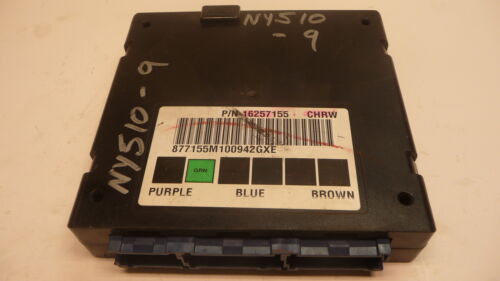 NY510
-9
NY510-9
P/N 16257155 CHRW
877155M100942GXE
GRN
PURPLE BLUE BROWN